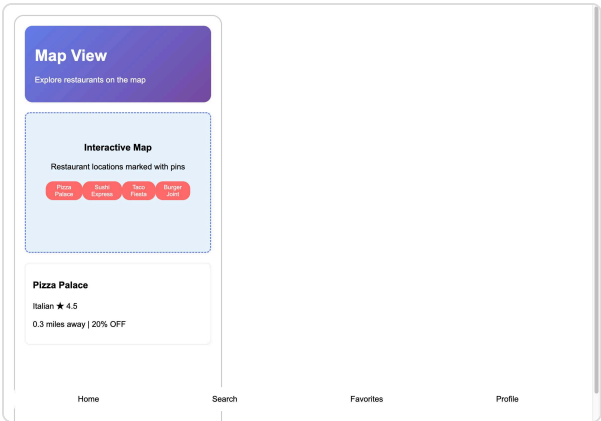 Map View
Explore restaurants on the map
Interactive Map
Restaurant locations marked with pins
Pizza
Palace
Sushi
Express
Taco
Fiesta
Burger
Joint
Pizza Palace
Italian ★ 4.5
0.3 miles away | 20% OFF
Home
Search
Favorites
Profile